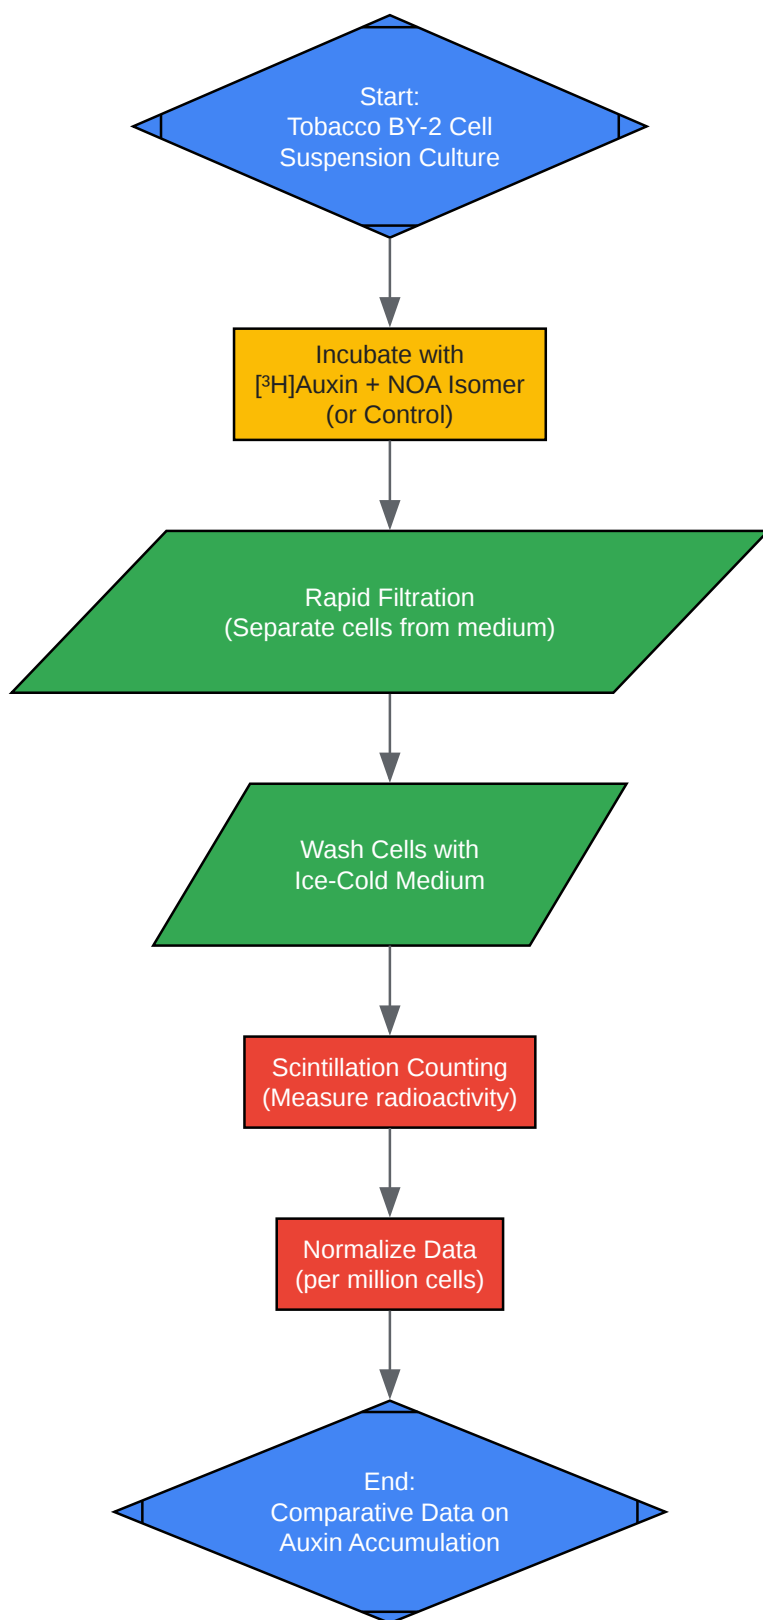 Start:
Tobacco BY-2 Cell
Suspension Culture
Incubate with
[³H]Auxin + NOA Isomer
(or Control)
Rapid Filtration
(Separate cells from medium)
Wash Cells with
Ice-Cold Medium
Scintillation Counting
(Measure radioactivity)
Normalize Data
(per million cells)
End:
Comparative Data on
Auxin Accumulation